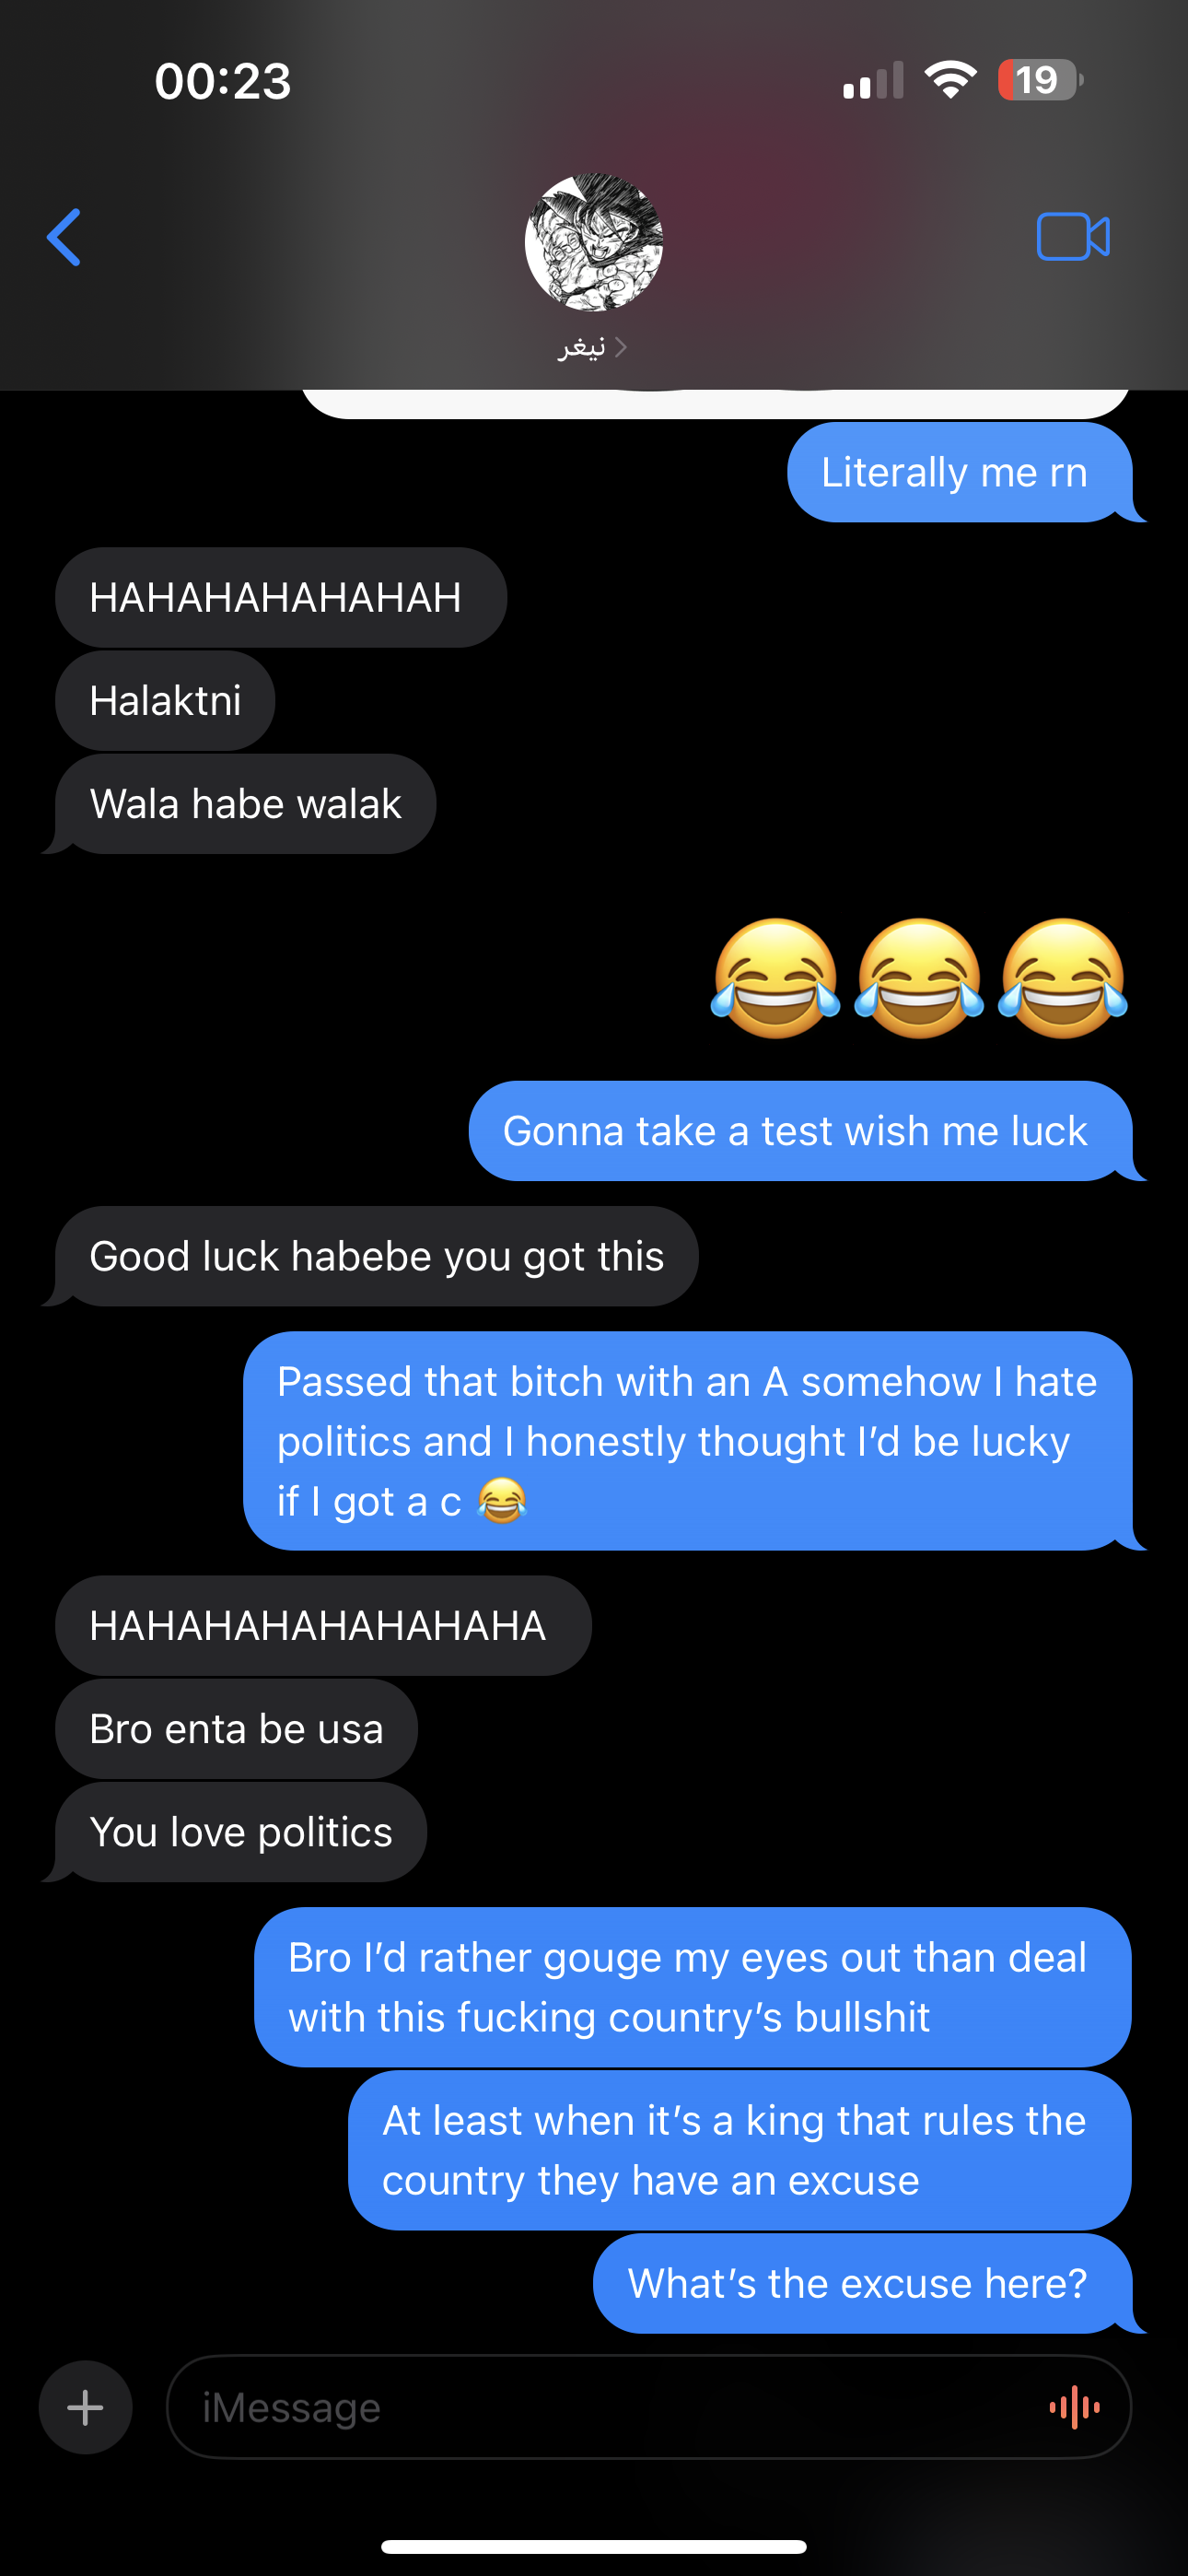 00:23
19
نيغر
Literally me rn
HAHAHAHAHAHAH
Halaktni
Wala habe walak
😂😂😂
Gonna take a test wish me luck
Good luck habebe you got this
Passed that bitch with an A somehow I hate
politics and I honestly thought I’d be lucky
if I got a c 😂
HAHAHAHAHAHAHAHA
Bro enta be usa
You love politics
Bro I’d rather gouge my eyes out than deal
with this fucking country’s bullshit
At least when it’s a king that rules the
country they have an excuse
What’s the excuse here?
iMessage